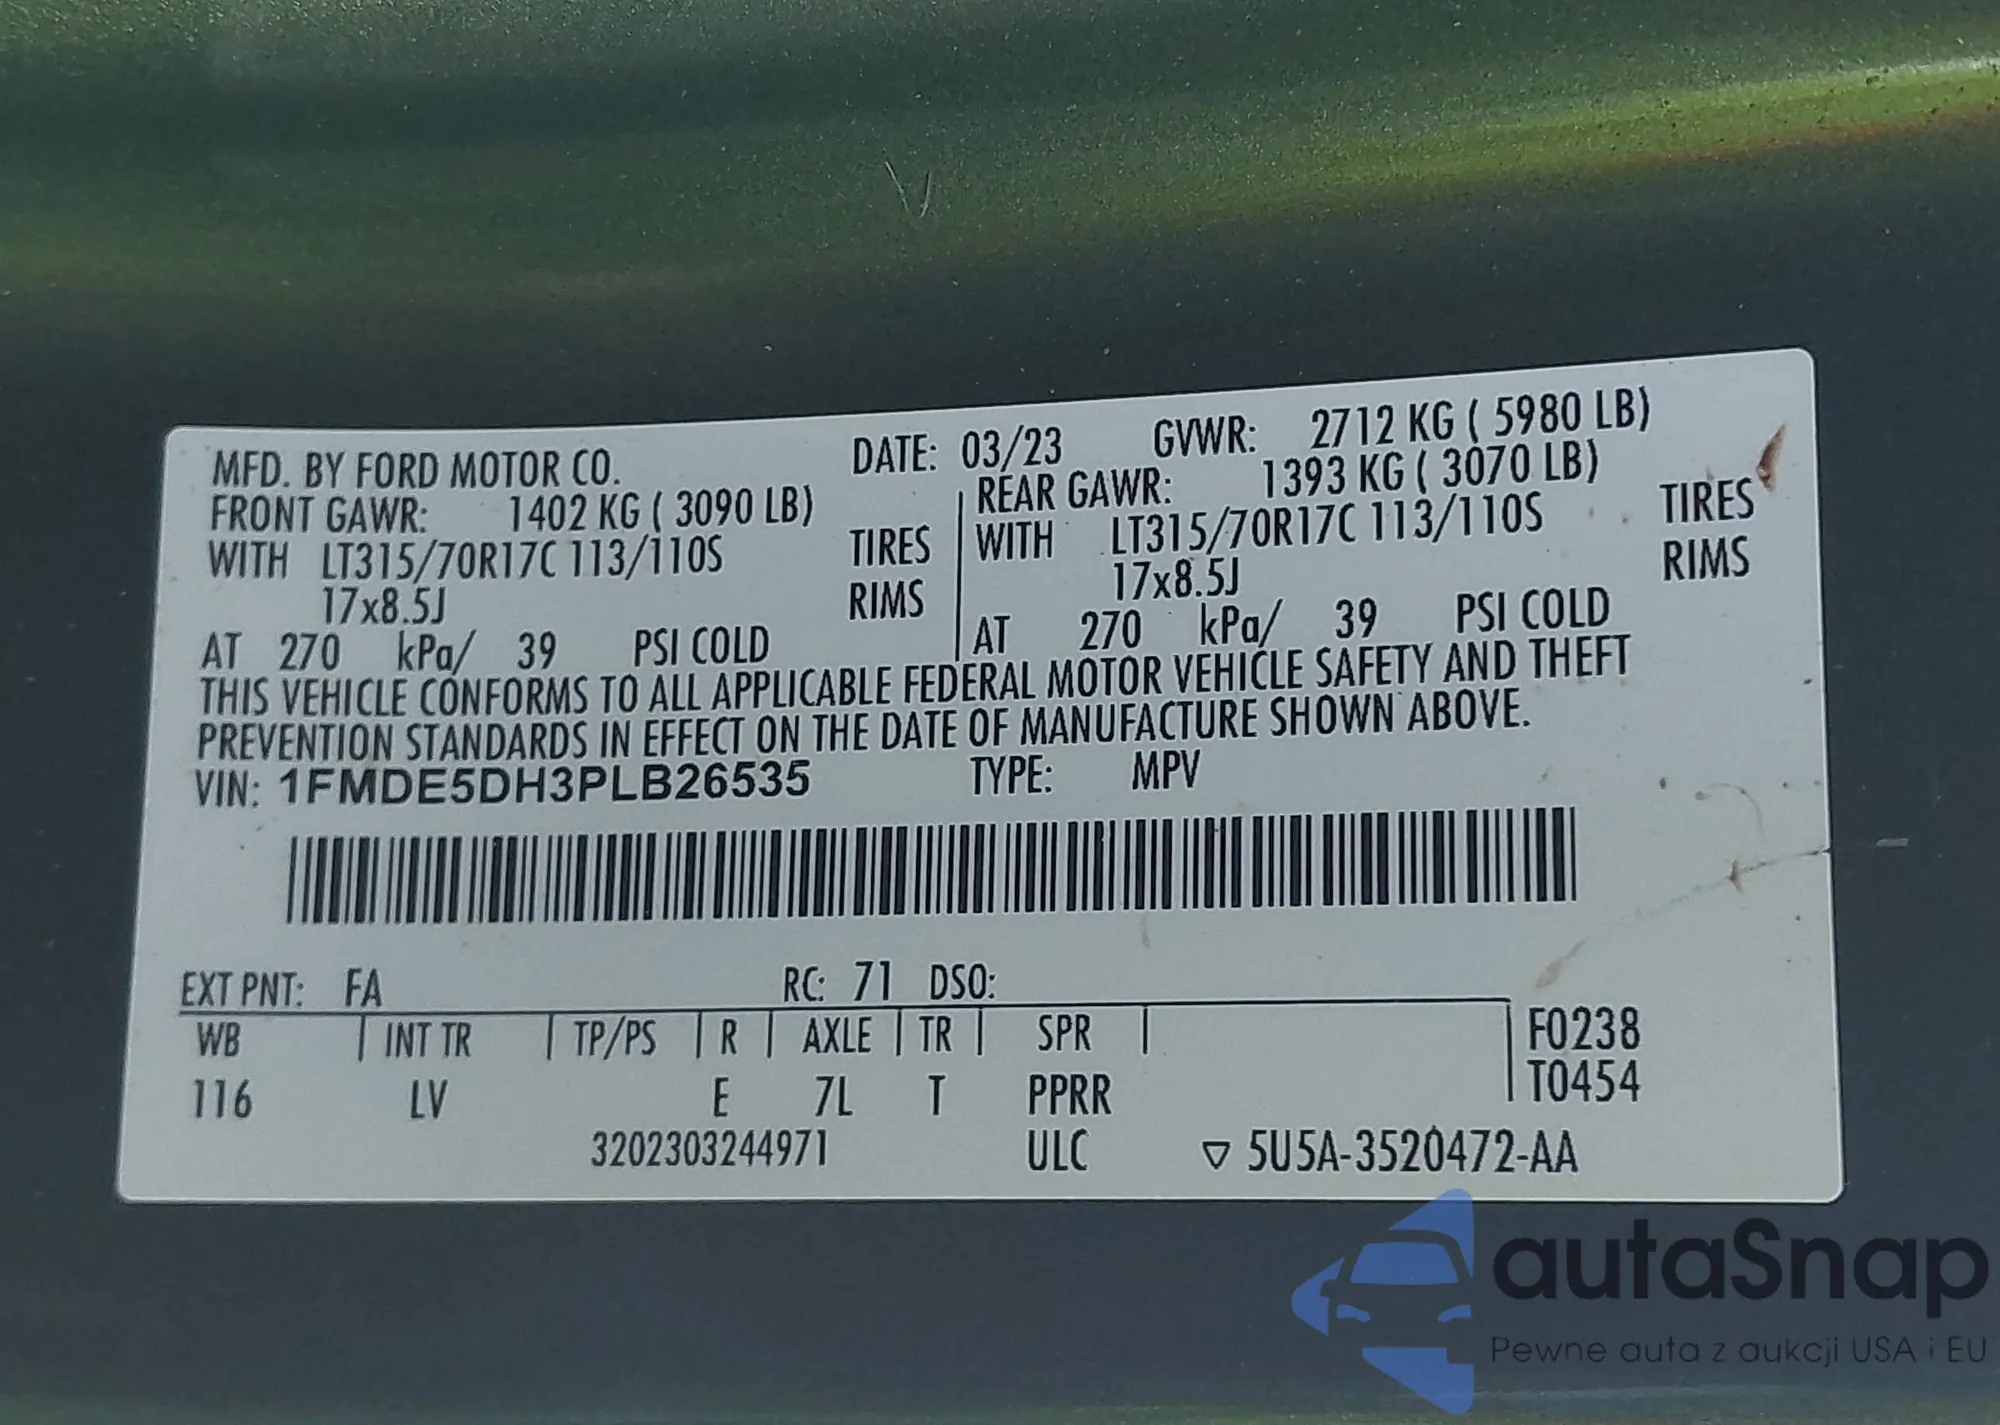 MFD. BY FORD MOTOR CO. DATE: 03/23 GVWR: 2712 KG ( 5980 LB)
FRONT GAWR: 1402 KG ( 3090 LB) REAR GAWR: 1393 KG ( 3070 LB)
WITH LT315/70R17C 113/110S TIRES WITH LT315/70R17C 113/110S TIRES
17x8.5J RIMS 17x8.5J RIMS
AT 270 kPa/ 39 PSI COLD AT 270 kPa/ 39 PSI COLD
THIS VEHICLE CONFORMS TO ALL APPLICABLE FEDERAL MOTOR VEHICLE SAFETY AND THEFT
PREVENTION STANDARDS IN EFFECT ON THE DATE OF MANUFACTURE SHOWN ABOVE.
VIN: 1FMDE5DH3PLB26535 TYPE: MPV
EXT PNT: FA RC: 71 DSO:
WB INT TR TP/PS R AXLE TR SPR F0238
116 LV E 7L T PPRR T0454
3202303244971 ULC ▽ 5U5A-3520472-AA
autaSnap
Pewne auta z aukcji USA i EU